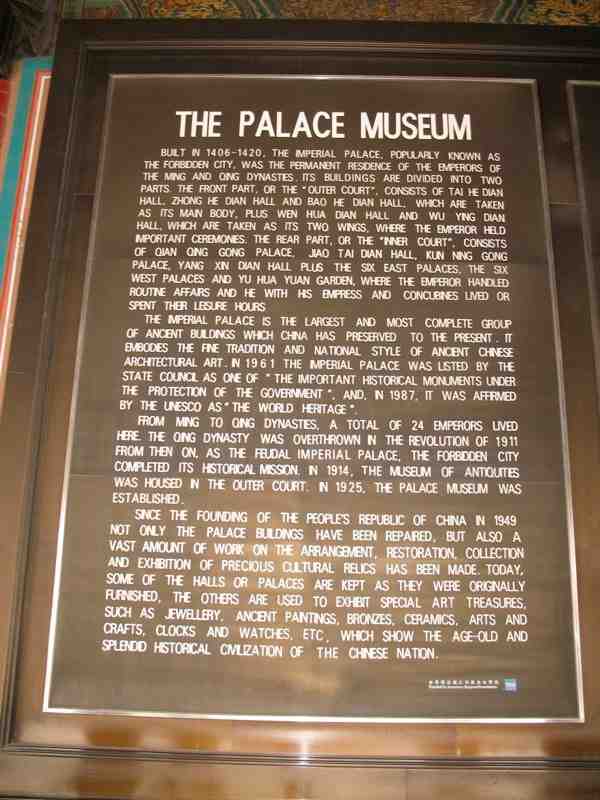 THE PALACE MUSEUM
BUILT IN 1406-1420, THE IMPERIAL PALACE, POPULARLY KNOWN AS
THE FORBIDDEN CITY, WAS THE PERMANENT RESIDENCE OF THE EMPERORS OF
THE MING AND QING DYNASTIES. ITS BUILDINGS ARE DIVIDED INTO TWO
PARTS. THE FRONT PART, OR THE "OUTER COURT", CONSISTS OF TAI HE DIAN
HALL, ZHONG HE DIAN HALL AND BAO HE DIAN HALL, WHICH ARE TAKEN
AS ITS MAIN BODY, PLUS WEN HUA DIAN HALL AND WU YING DIAN
HALL, WHICH ARE TAKEN AS ITS TWO WINGS, WHERE THE EMPEROR HELD
IMPORTANT CEREMONIES. THE REAR PART, OR THE "INNER COURT", CONSISTS
OF QIAN QING GONG PALACE, JIAO TAI DIAN HALL, KUN NING GONG
PALACE, YANG XIN DIAN HALL PLUS THE SIX EAST PALACES, THE SIX
WEST PALACES AND YU HUA YUAN GARDEN, WHERE THE EMPEROR HANDLED
ROUTINE AFFAIRS AND HE WITH HIS EMPRESS AND CONCUBINES LIVED OR
SPENT THEIR LEISURE HOURS
THE IMPERIAL PALACE IS THE LARGEST AND MOST COMPLETE GROUP
OF ANCIENT BUILDINGS WHICH CHINA HAS PRESERVED TO THE PRESENT. IT
EMBODIES THE FINE TRADITION AND NATIONAL STYLE OF ANCIENT CHINESE
ARCHITECTURAL ART. IN 1961 THE IMPERIAL PALACE WAS LISTED BY THE
STATE COUNCIL AS ONE OF "THE IMPORTANT HISTORICAL MONUMENTS UNDER
THE PROTECTION OF THE GOVERNMENT", AND, IN 1987, IT WAS AFFIRMED
BY THE UNESCO AS "THE WORLD HERITAGE".
FROM MING TO QING DYNASTIES, A TOTAL OF 24 EMPERORS LIVED
HERE. THE QING DYNASTY WAS OVERTHROWN IN THE REVOLUTION OF 1911
FROM THEN ON, AS THE FEUDAL IMPERIAL PALACE, THE FORBIDDEN CITY
COMPLETED ITS HISTORICAL MISSION. IN 1914, THE MUSEUM OF ANTIQUITIES
WAS HOUSED IN THE OUTER COURT. IN 1925, THE PALACE MUSEUM WAS
ESTABLISHED.
SINCE THE FOUNDING OF THE PEOPLE'S REPUBLIC OF CHINA IN 1949
NOT ONLY THE PALACE BUILDINGS HAVE BEEN REPAIRED, BUT ALSO A
VAST AMOUNT OF WORK ON THE ARRANGEMENT, RESTORATION, COLLECTION
AND EXHIBITION OF PRECIOUS CULTURAL RELICS HAS BEEN MADE. TODAY,
SOME OF THE HALLS OR PALACES ARE KEPT AS THEY WERE ORIGINALLY
FURNISHED, THE OTHERS ARE USED TO EXHIBIT SPECIAL ART TREASURES,
SUCH AS JEWELLERY, ANCIENT PAINTINGS, BRONZES, CERAMICS, ARTS AND
CRAFTS, CLOCKS AND WATCHES, ETC, WHICH SHOW THE AGE-OLD AND
SPLENDID HISTORICAL CIVILIZATION OF THE CHINESE NATION.